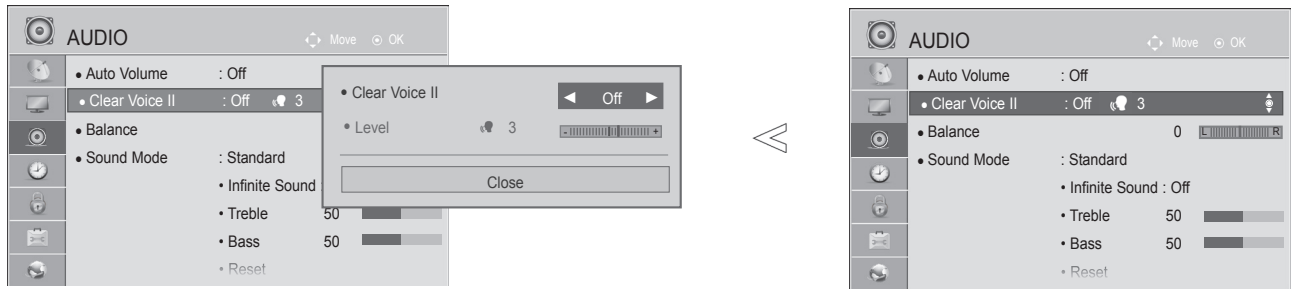 AUDIO
Move
OK
• Auto Volume : Off
• Clear Voice II : Off 3
• Balance
• Sound Mode : Standard
• Infinite Sound
• Treble 50
• Bass 50
• Reset
• Clear Voice II ◄ Off ►
• Level 3 - +
Close
AUDIO
Move
OK
• Auto Volume : Off
• Clear Voice II : Off 3
• Balance 0 L R
• Sound Mode : Standard
• Infinite Sound : Off
• Treble 50
• Bass 50
• Reset